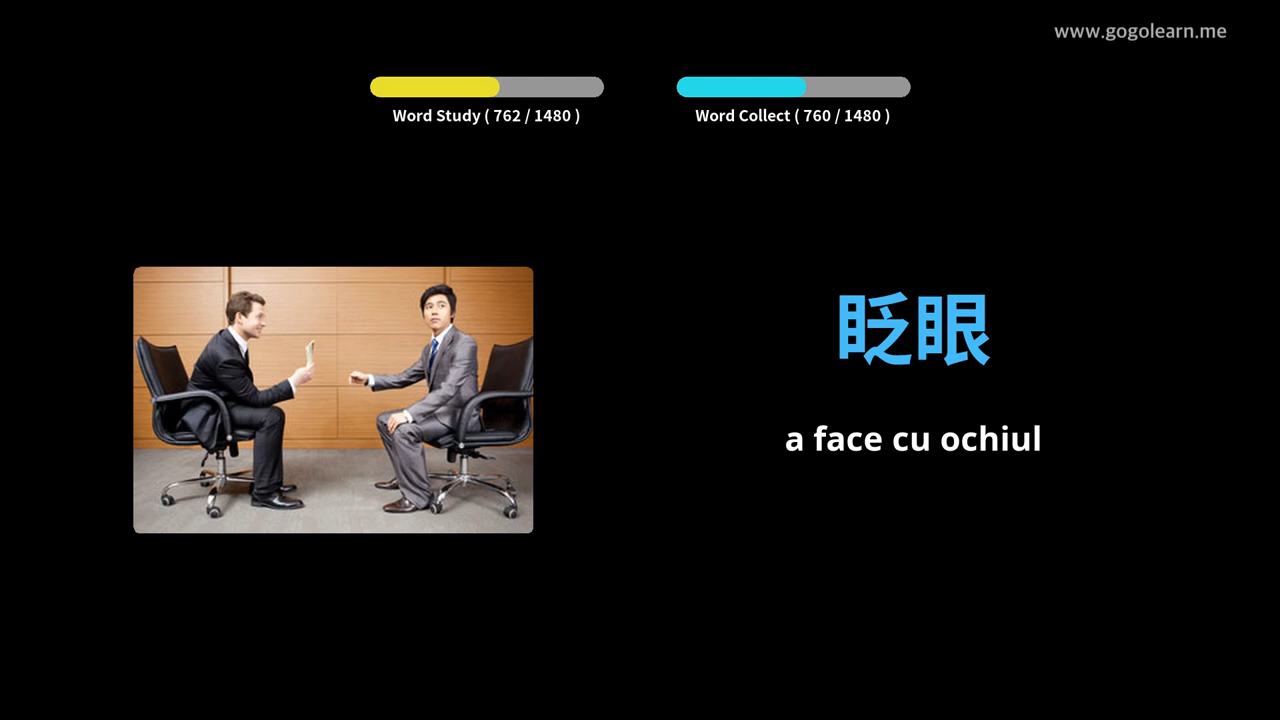 www.gogolearn.me
Word Study ( 762 / 1480 )
Word Collect ( 760 / 1480 )
眨眼
a face cu ochiul